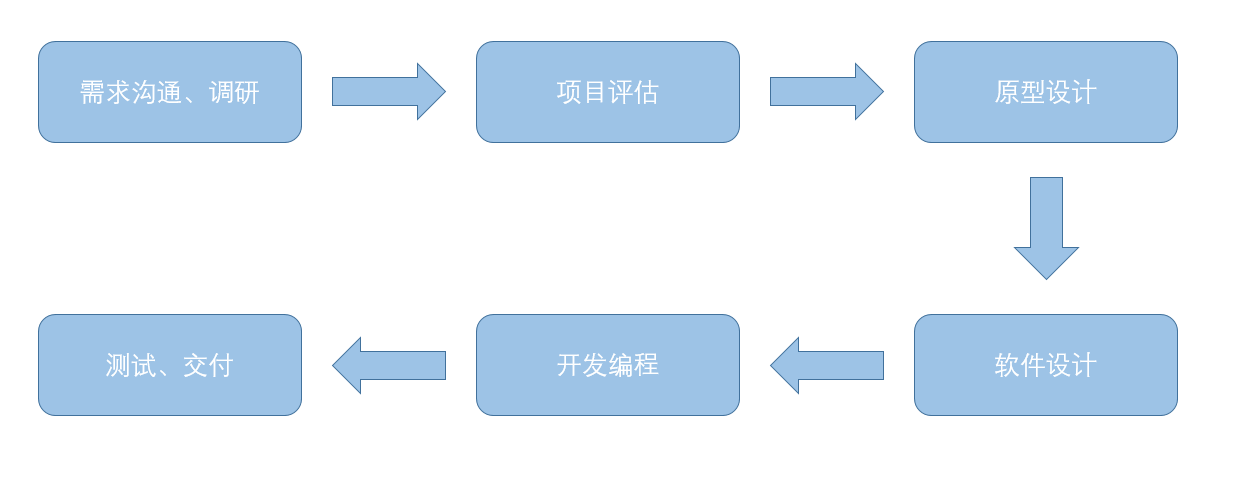 需求沟通、调研
项目评估
原型设计
软件设计
开发编程
测试、交付